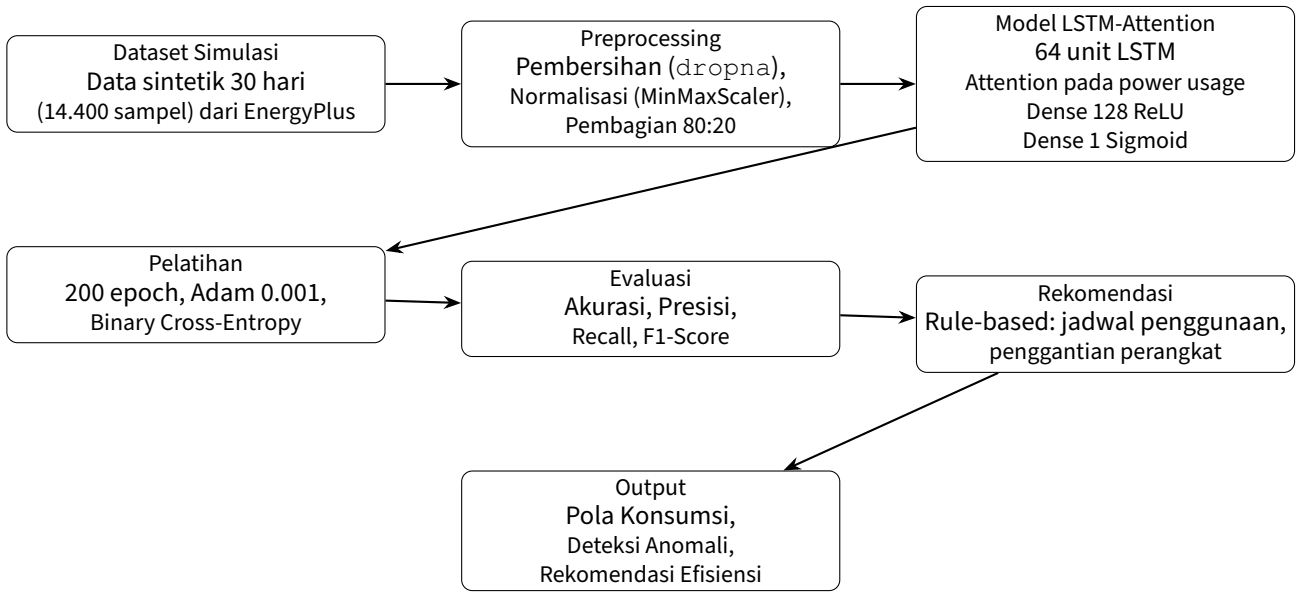 Dataset Simulasi
Data sintetik 30 hari
(14.400 sampel) dari EnergyPlus
Preprocessing
Pembersihan (dropna),
Normalisasi (MinMaxScaler),
Pembagian 80:20
Model LSTM-Attention
64 unit LSTM
Attention pada power usage
Dense 128 ReLU
Dense 1 Sigmoid
Pelatihan
200 epoch, Adam 0.001,
Binary Cross-Entropy
Evaluasi
Akurasi, Presisi,
Recall, F1-Score
Rekomendasi
Rule-based: jadwal penggunaan,
penggantian perangkat
Output
Pola Konsumsi,
Deteksi Anomali,
Rekomendasi Efisiensi